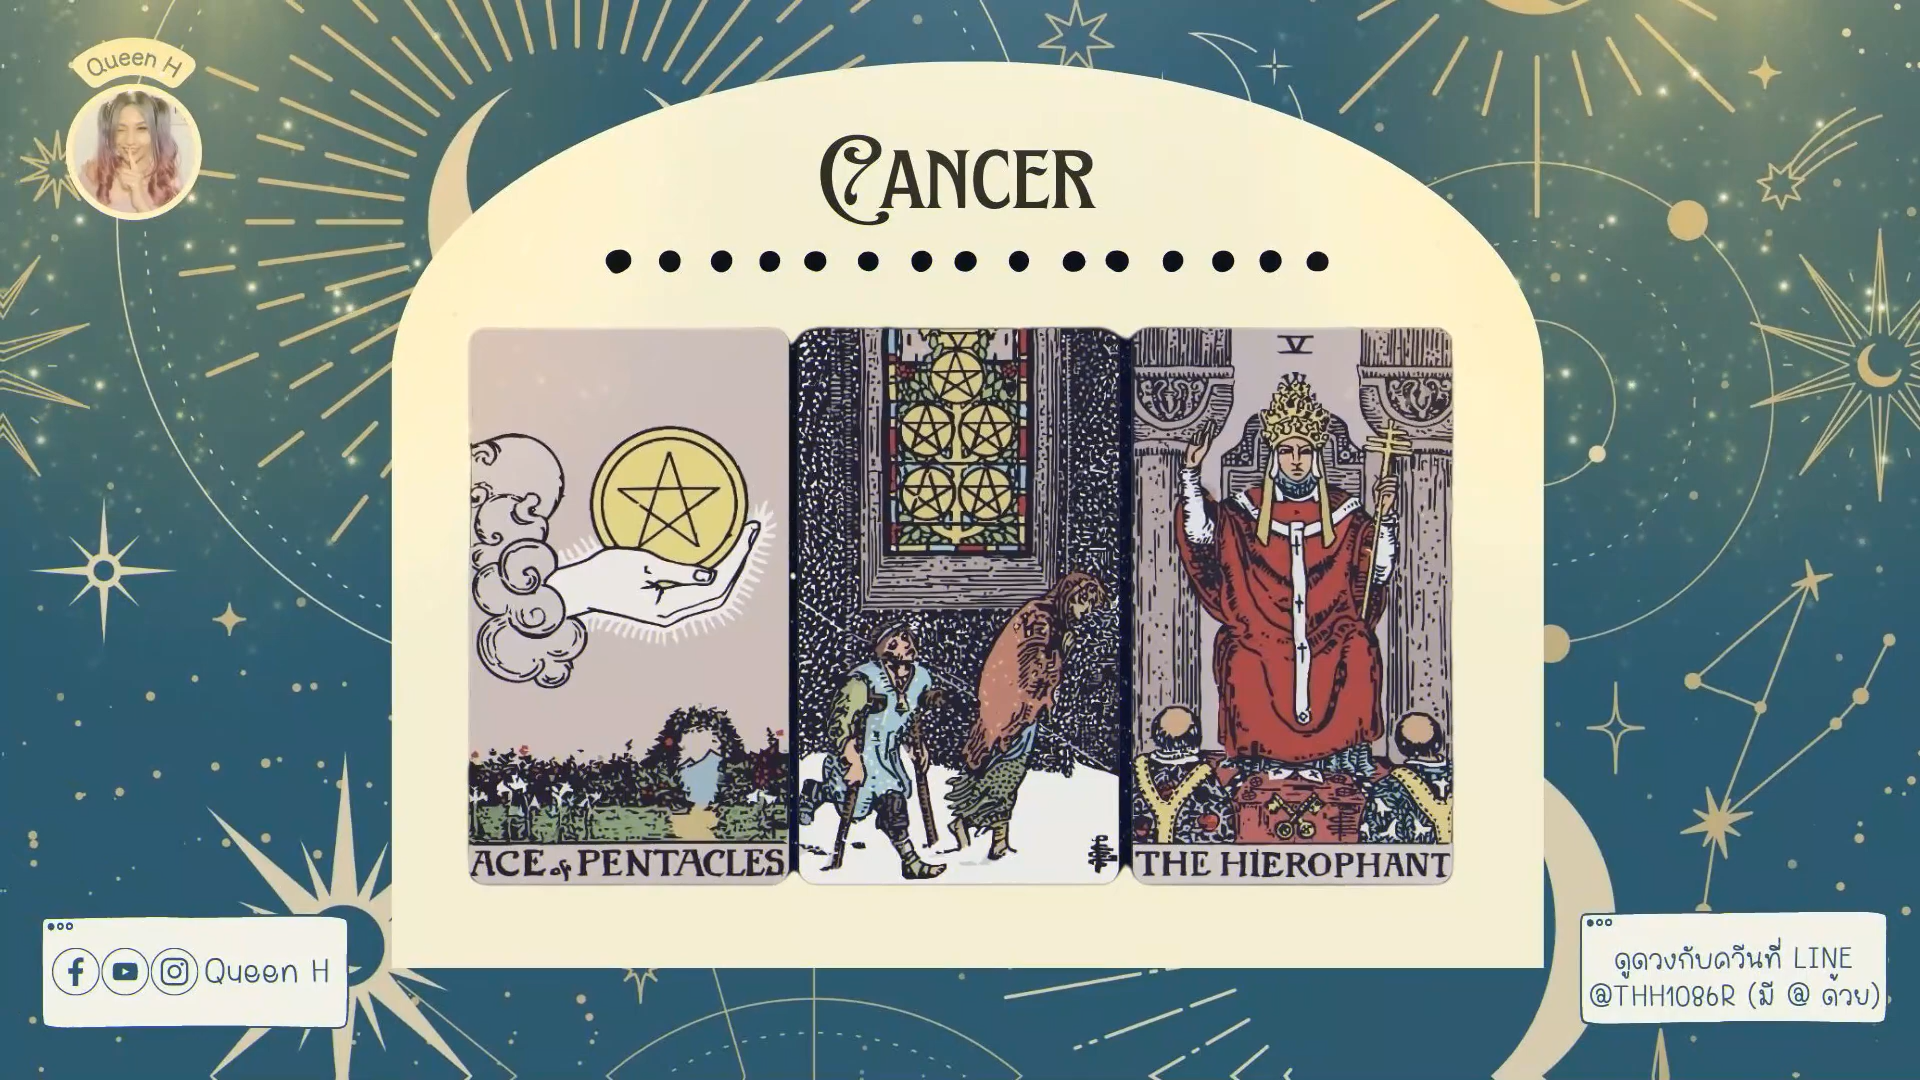 Queen H
CANCER
V
ACE of PENTACLES
THE HIEROPHANT
Queen H
ดูดวงกับควีนที่ LINE
@THH1086R (มี @ ด้วย)